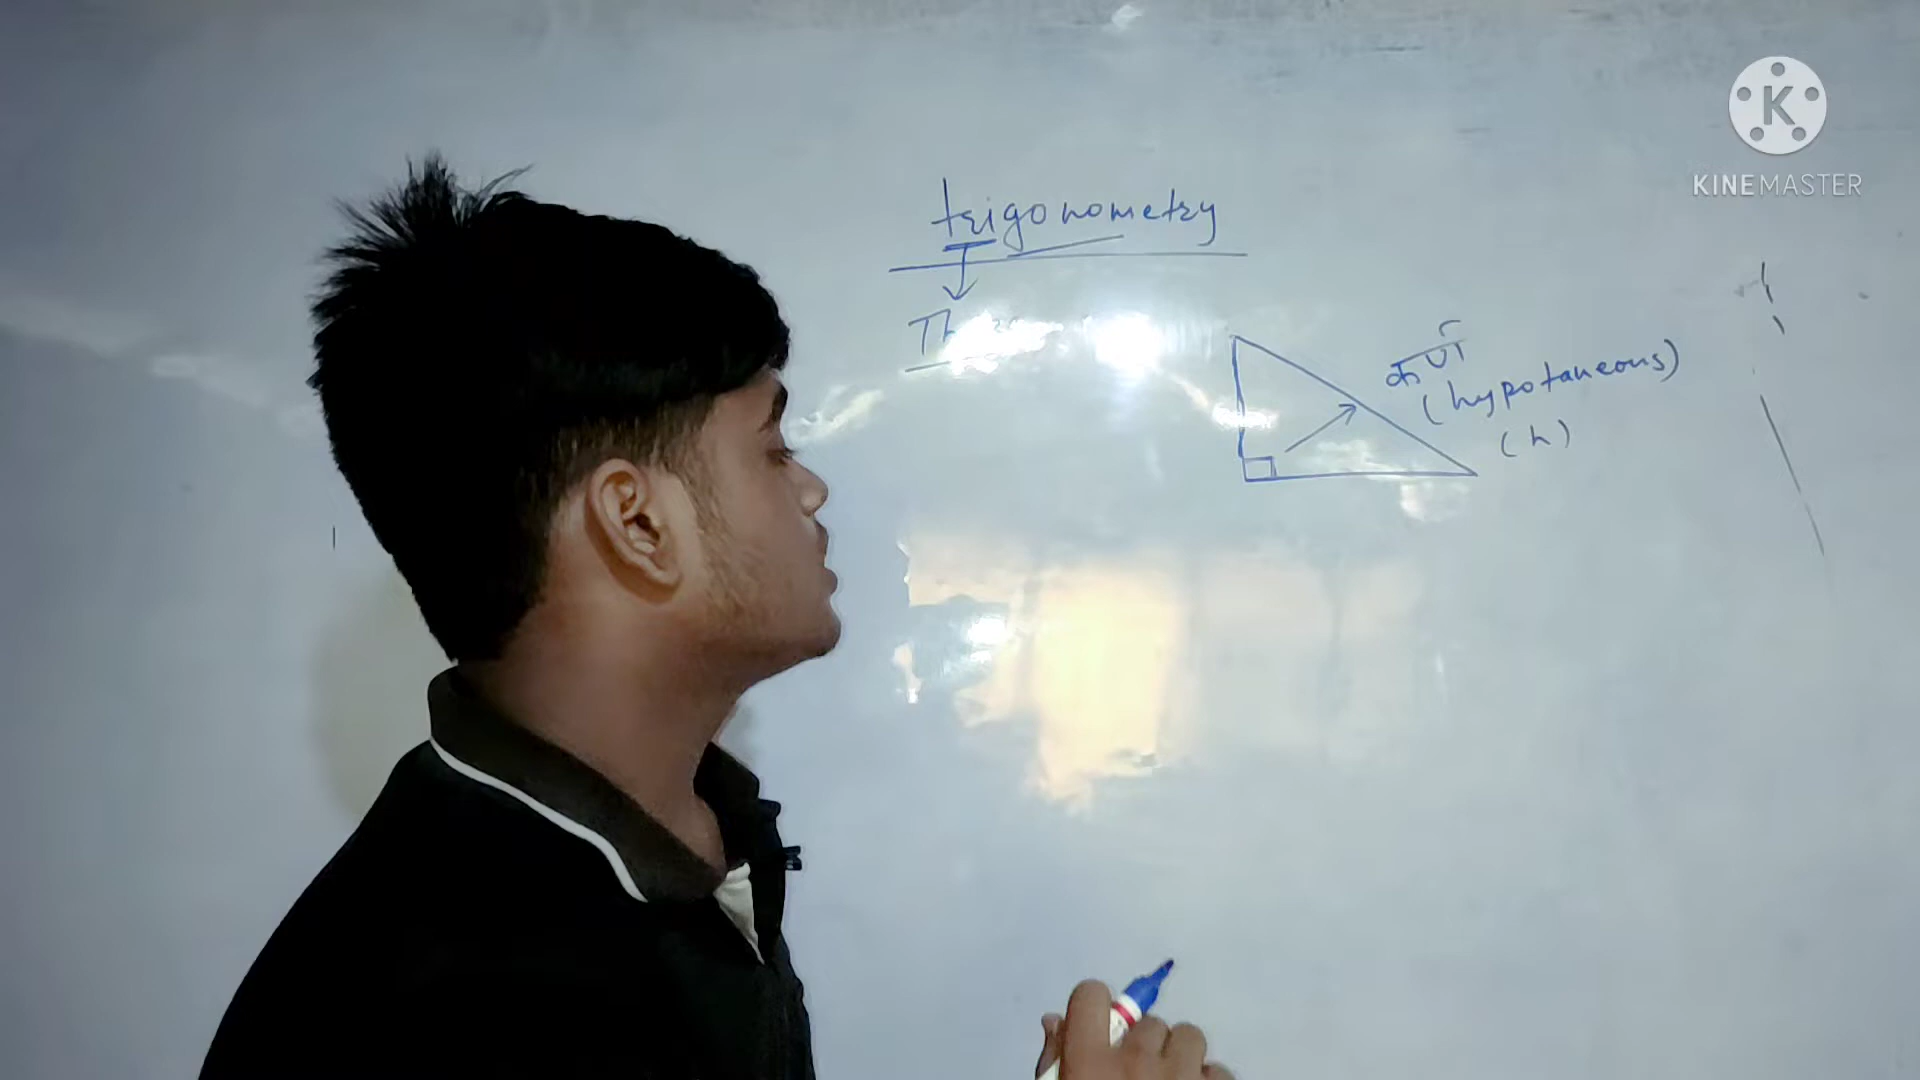 KINEMASTER
trigonometry
कर्ण
(hypotaneous)
(h)